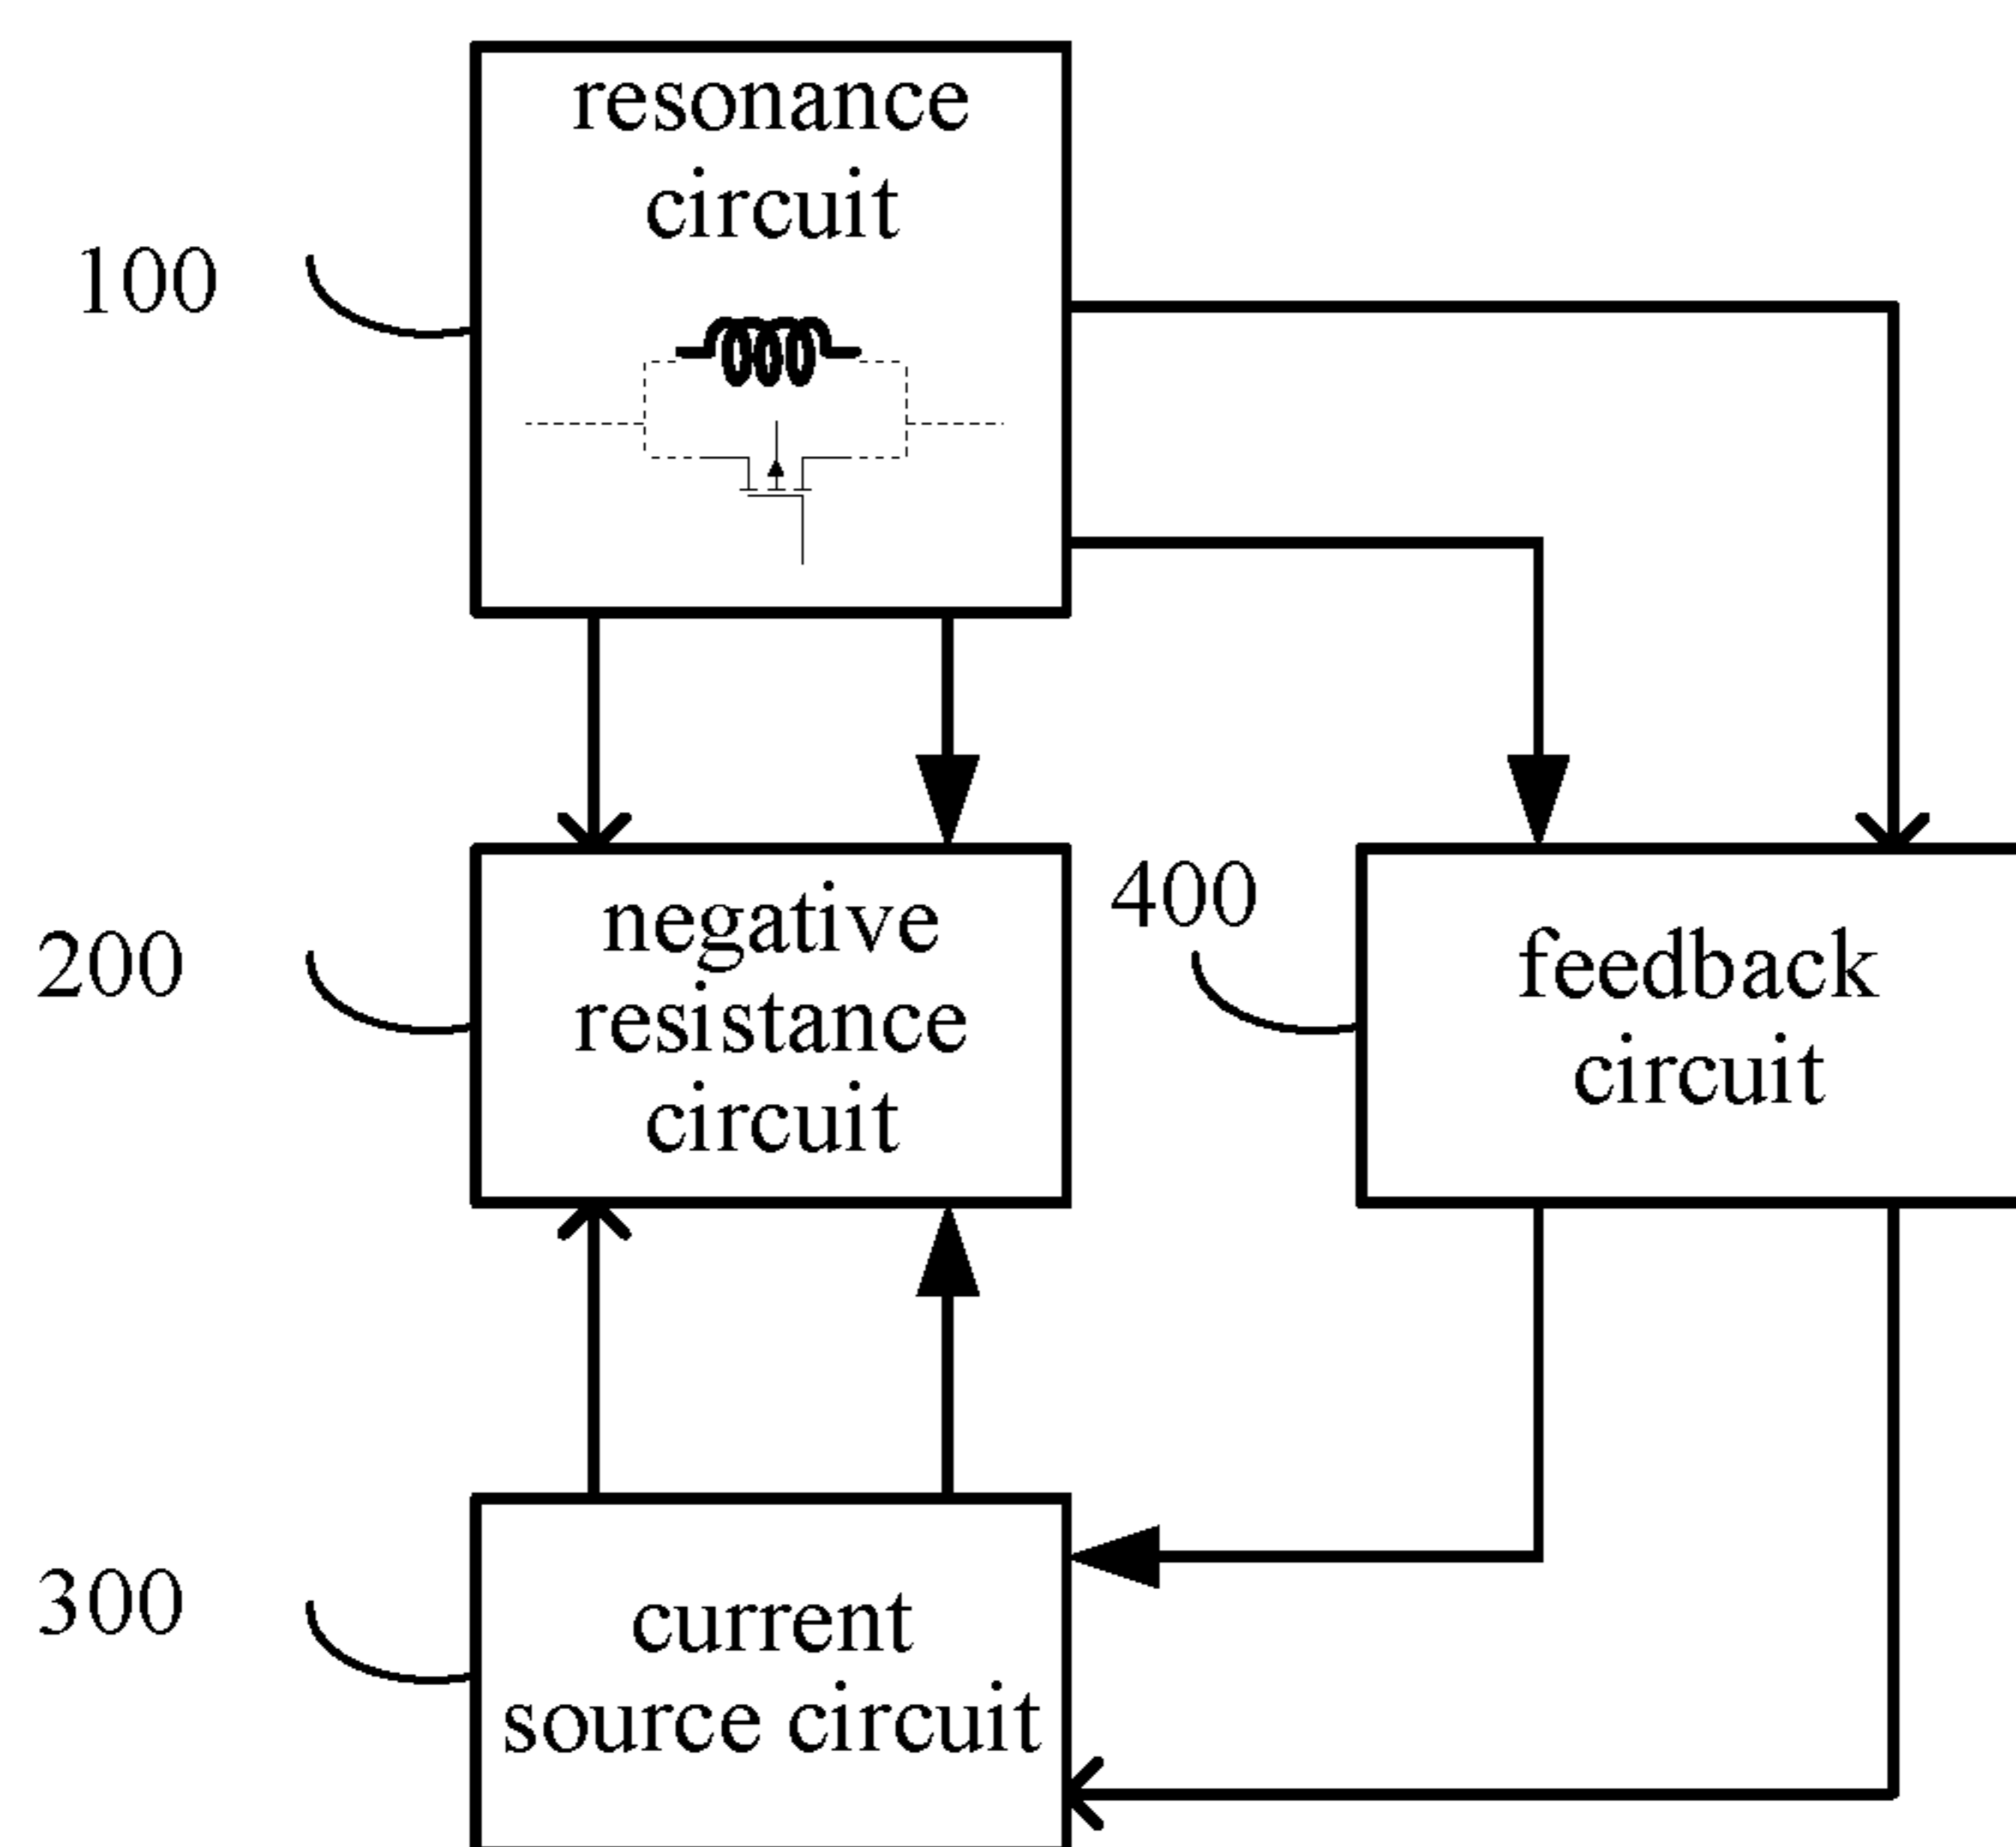 resonance
circuit
100
negative
resistance
circuit
200
400
feedback
circuit
300
current
source circuit